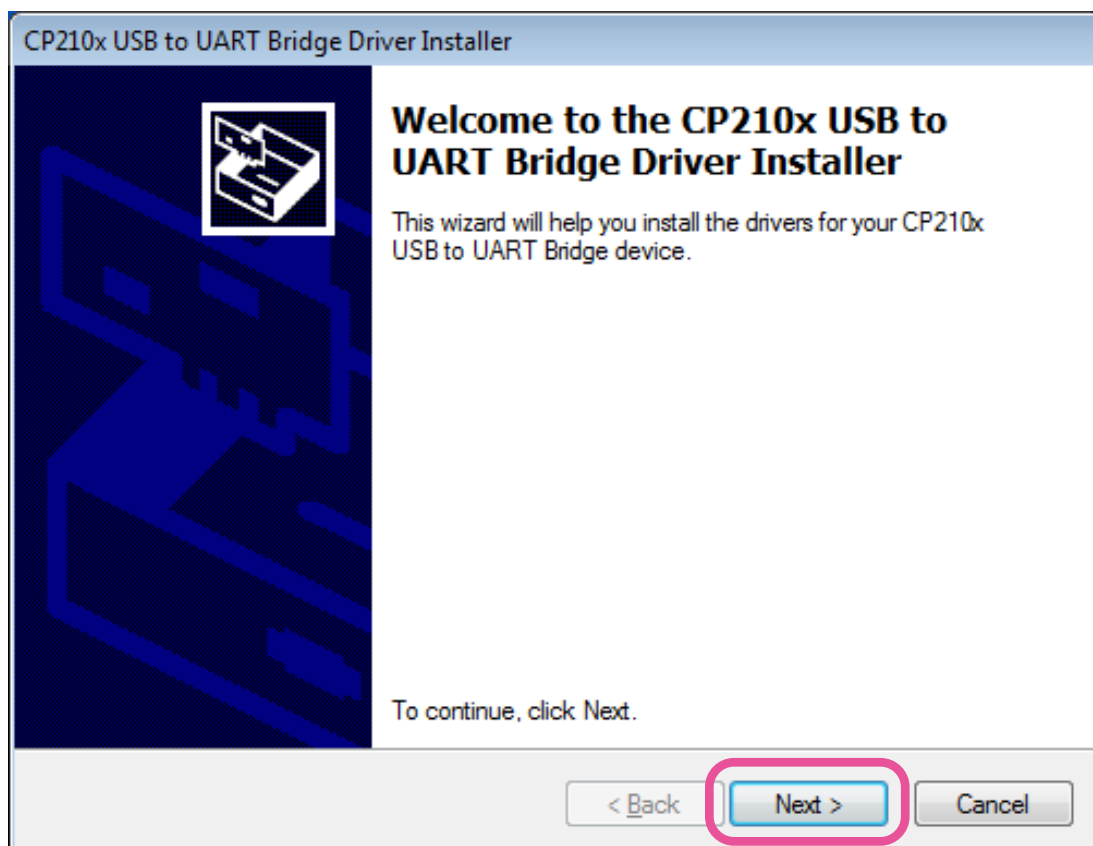 CP210x USB to UART Bridge Driver Installer
Welcome to the CP210x USB to
UART Bridge Driver Installer
This wizard will help you install the drivers for your CP210x
USB to UART Bridge device.
To continue, click Next.
< Back Next > Cancel